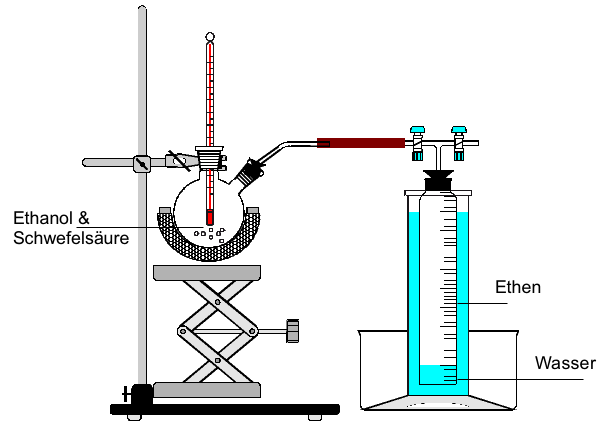 Ethanol &
Schwefelsäure
Ethen
Wasser